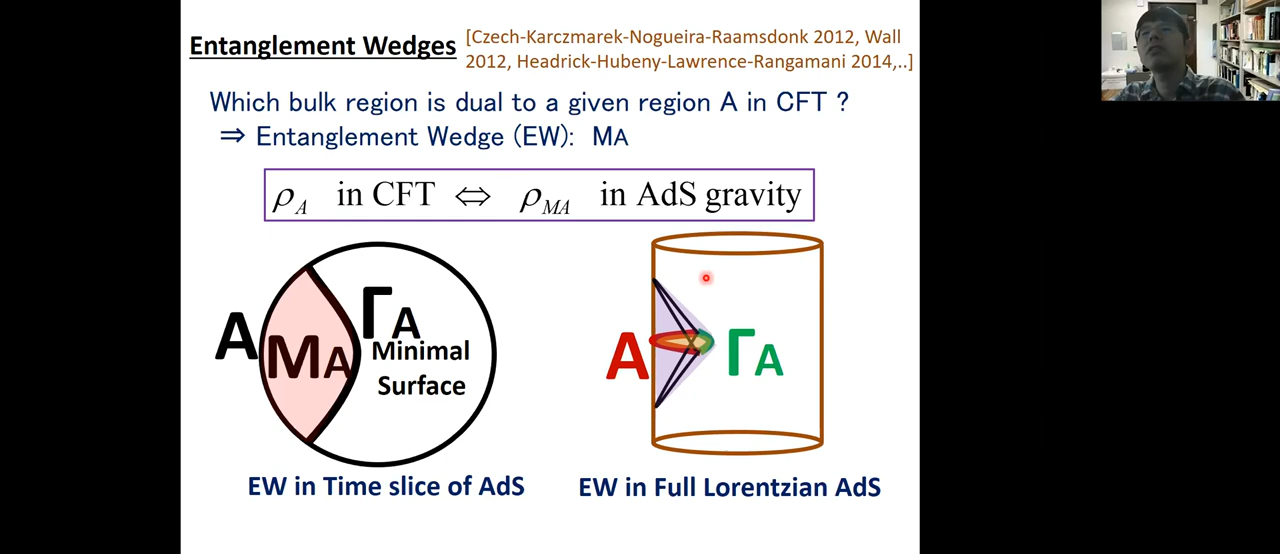 Entanglement Wedges [Czech-Karczmarek-Nogueira-Raamsdonk 2012, Wall
2012, Headrick-Hubeny-Lawrence-Rangamani 2014,..]
Which bulk region is dual to a given region A in CFT ?
⇒ Entanglement Wedge (EW): MA
ρ_A in CFT ⇔ ρ_MA in AdS gravity
A MA ΓA
Minimal
Surface
A ΓA
EW in Time slice of AdS
EW in Full Lorentzian AdS